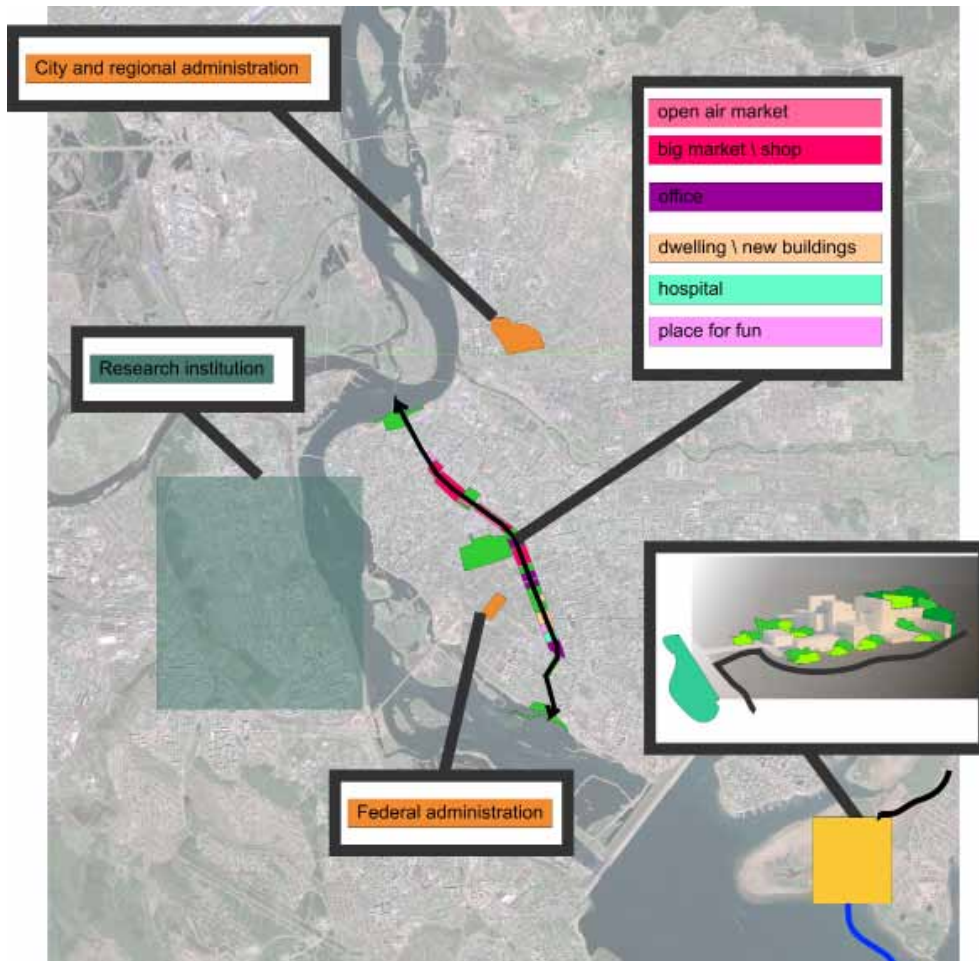 City and regional administration
open air market
big market \ shop
office
dwelling \ new buildings
hospital
place for fun
Research institution
Federal administration